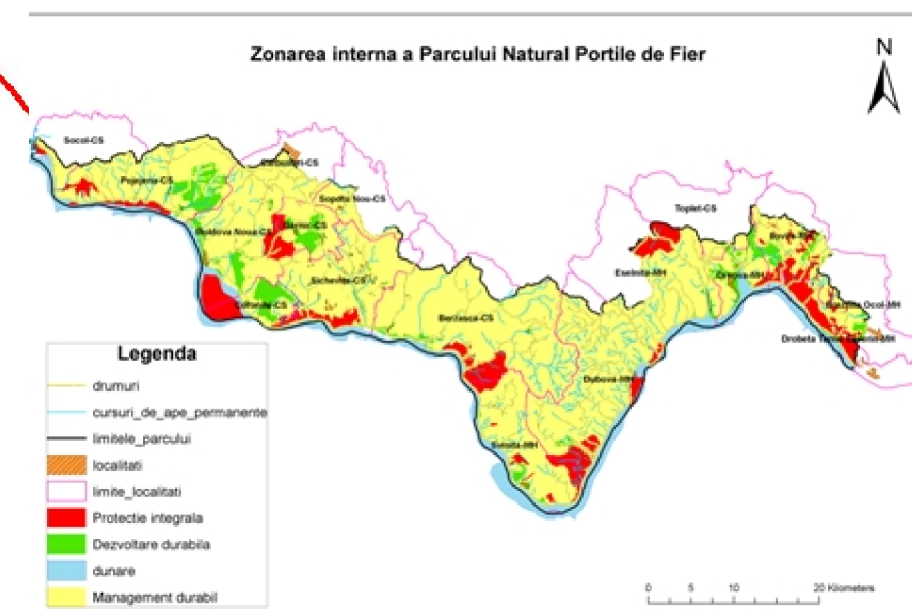 Zonarea interna a Parcului Natural Portile de Fier
N
Socol-CS
Pojejena-CS
Sopotu Nou-CS
Moldova Noua-CS
Garnic-CS
Sichevita-CS
Coronini-CS
Berzasca-CS
Toplet-CS
Eselnita-MH
Orsova-MH
Ilovita-MH
Dubova-MH
Svinita-MH
Legenda
drumuri
cursuri_de_ape_permanente
limitele_parcului
localitati
limite_localitati
Protectie integrala
Dezvoltare durabila
dunare
Management durabil
0 5 10 20 Kilometers